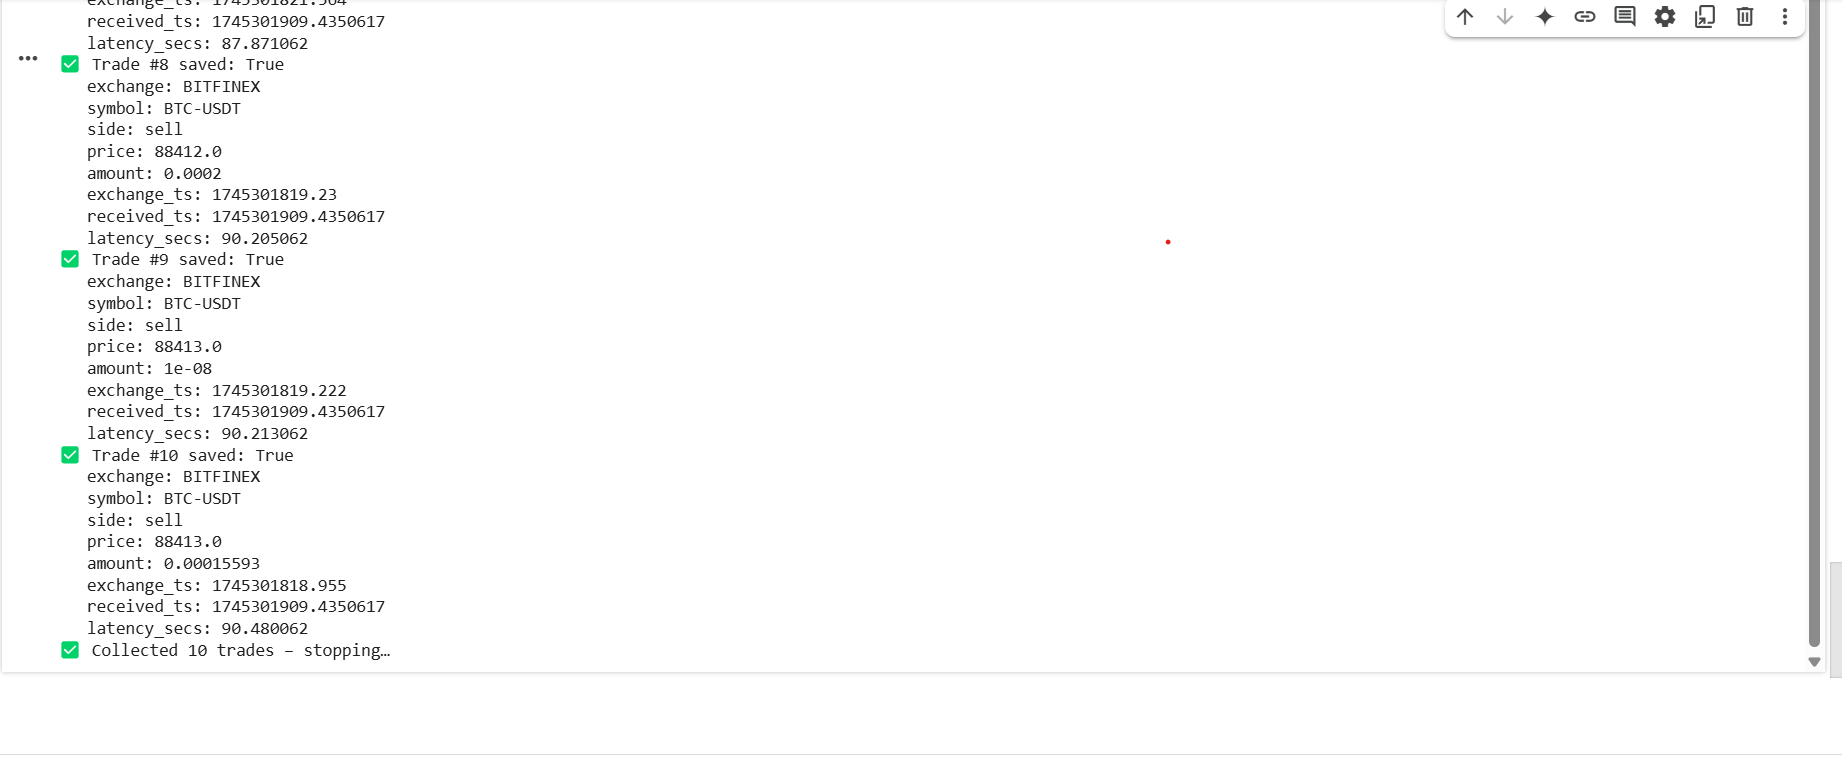 exchange_ts: 1745301821.564
received_ts: 1745301909.4350617
latency_secs: 87.871062
Trade #8 saved: True
exchange: BITFINEX
symbol: BTC-USDT
side: sell
price: 88412.0
amount: 0.0002
exchange_ts: 1745301819.23
received_ts: 1745301909.4350617
latency_secs: 90.205062
Trade #9 saved: True
exchange: BITFINEX
symbol: BTC-USDT
side: sell
price: 88413.0
amount: 1e-08
exchange_ts: 1745301819.222
received_ts: 1745301909.4350617
latency_secs: 90.213062
Trade #10 saved: True
exchange: BITFINEX
symbol: BTC-USDT
side: sell
price: 88413.0
amount: 0.00015593
exchange_ts: 1745301818.955
received_ts: 1745301909.4350617
latency_secs: 90.480062
Collected 10 trades – stopping…